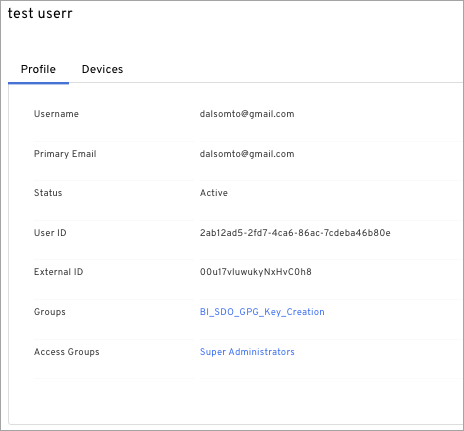 test userr
Profile Devices
Username dalsomto@gmail.com
Primary Email dalsomto@gmail.com
Status Active
User ID 2ab12ad5-2fd7-4ca6-86ac-7cdeba46b80e
External ID 00u17vluwukyNxHvC0h8
Groups BI_SDO_GPG_Key_Creation
Access Groups Super Administrators